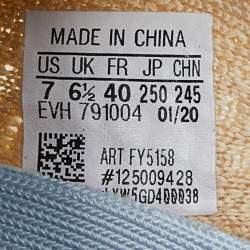 MADE IN CHINA
US UK FR JP CHN
7 6½ 40 250 245
EVH 791004 01/20
ART FY5158
#125009428